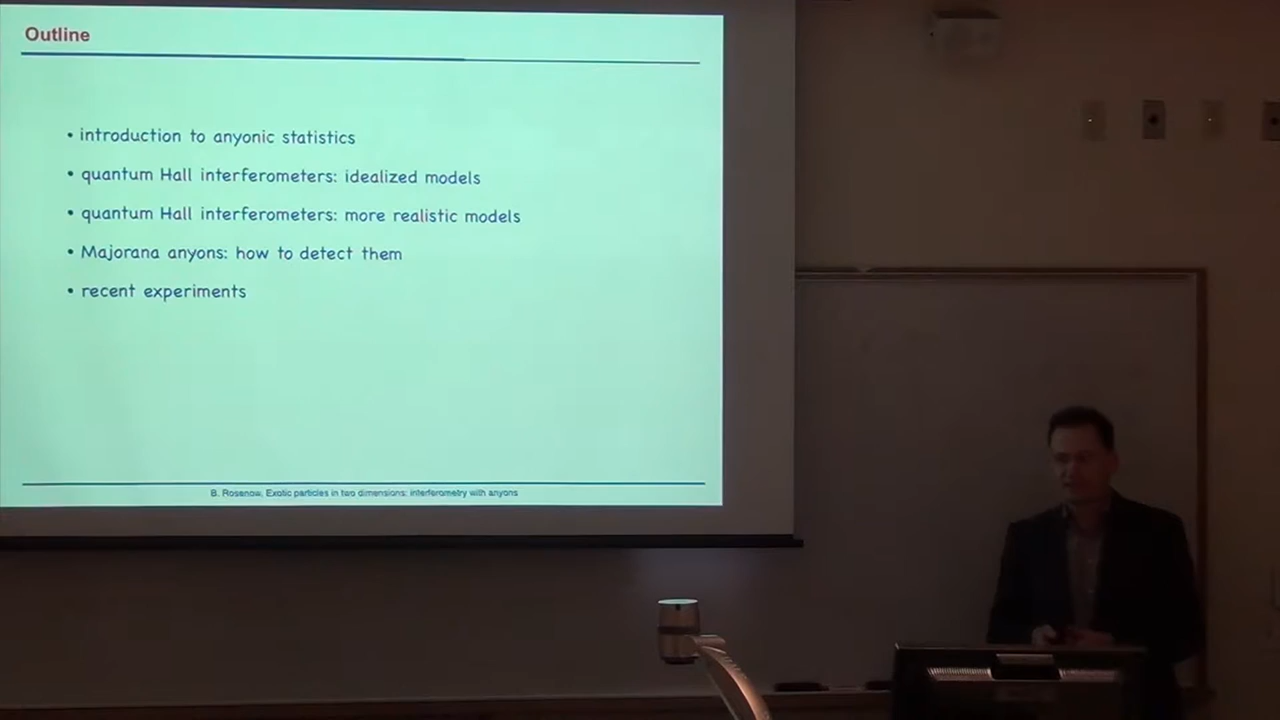 Outline
• introduction to anyonic statistics
• quantum Hall interferometers: idealized models
• quantum Hall interferometers: more realistic models
• Majorana anyons: how to detect them
• recent experiments
B. Rosenow, Exotic particles in two dimensions: interferometry with anyons